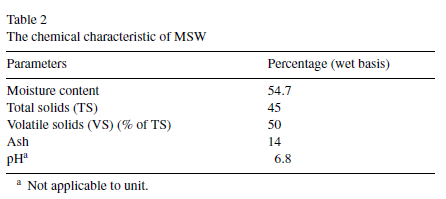 Table 2
The chemical characteristic of MSW
Parameters Percentage (wet basis)
Moisture content 54.7
Total solids (TS) 45
Volatile solids (VS) (% of TS) 50
Ash 14
pHᵃ 6.8
ᵃ Not applicable to unit.